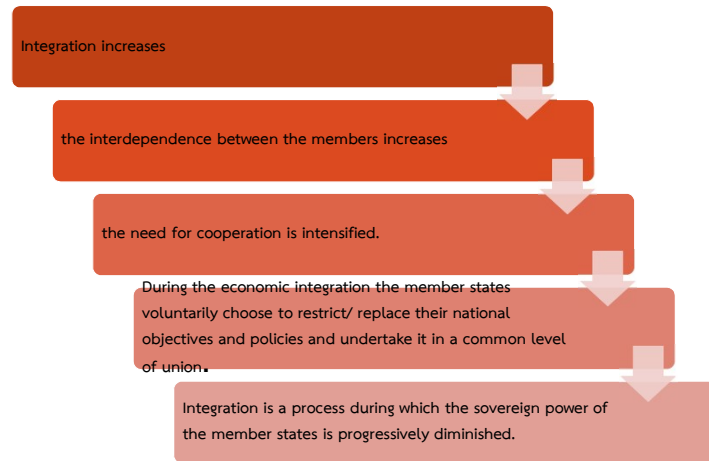 Integration increases
the interdependence between the members increases
the need for cooperation is intensified.
During the economic integration the member states
voluntarily choose to restrict/ replace their national
objectives and policies and undertake it in a common level
of union.
Integration is a process during which the sovereign power of
the member states is progressively diminished.